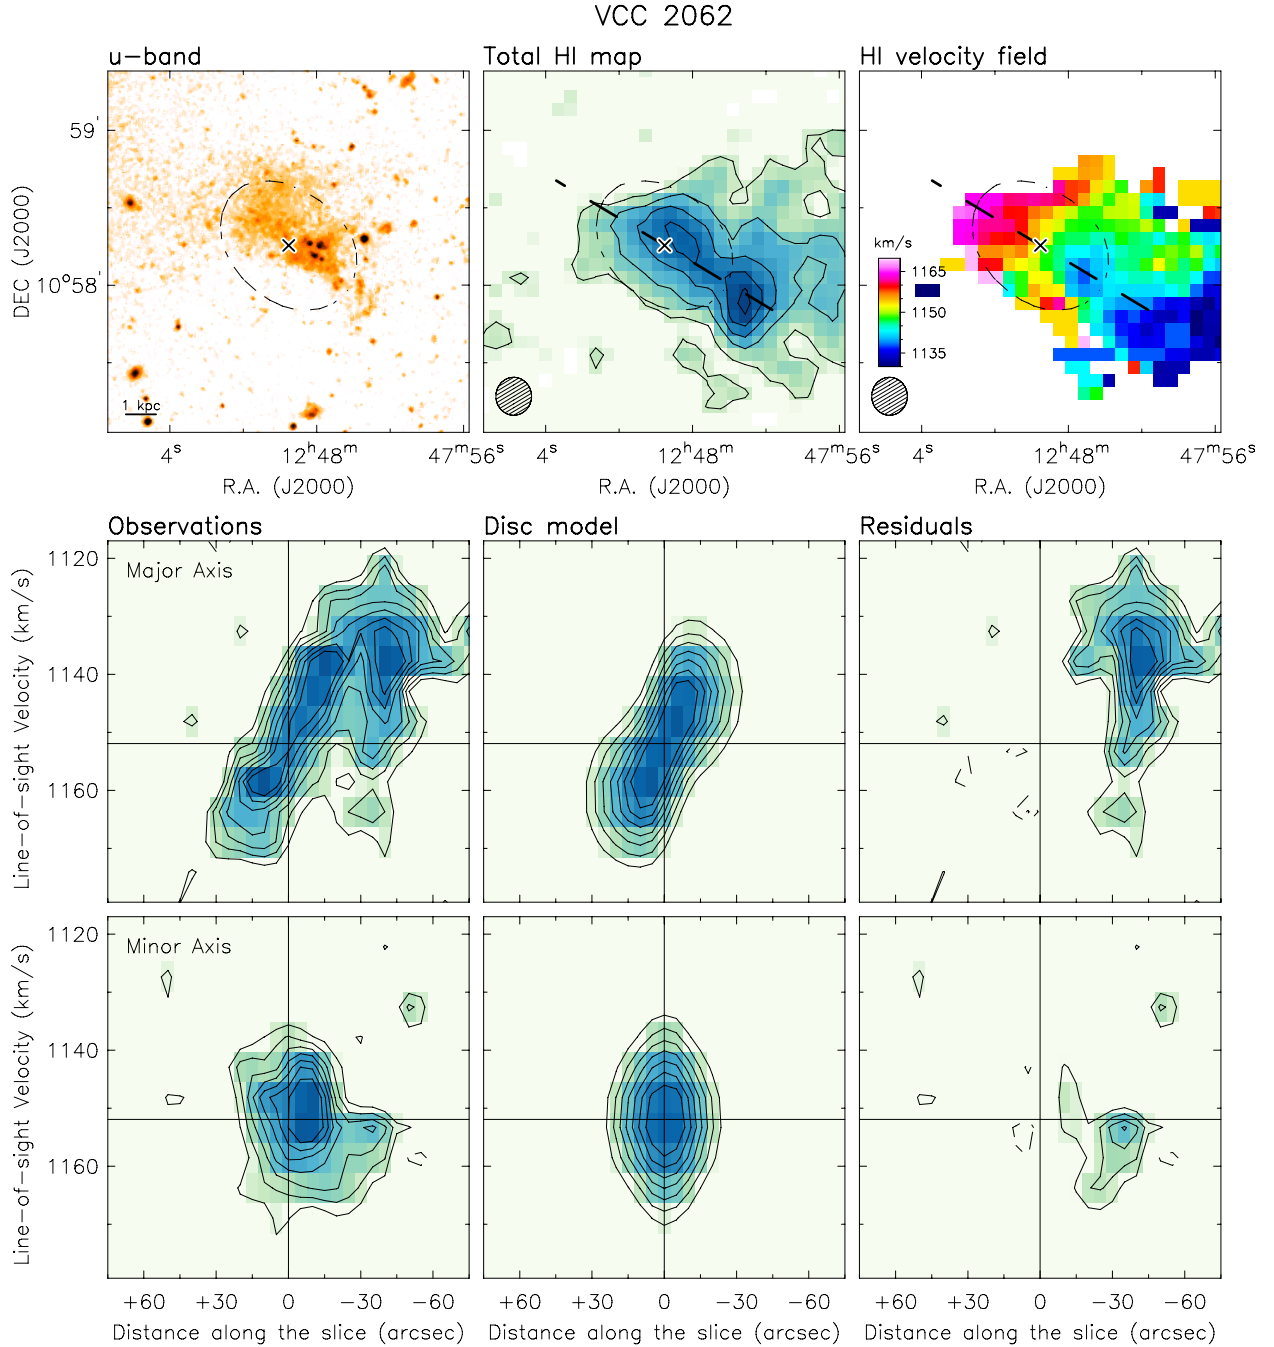 VCC 2062
u-band
Total HI map
HI velocity field
59'
10°58'
DEC (J2000)
1 kpc
km/s
1165
1150
1135
4s
12h48m
47m56s
4s
12h48m
47m56s
4s
12h48m
47m56s
R.A. (J2000)
R.A. (J2000)
R.A. (J2000)
Observations
Disc model
Residuals
Major Axis
1120
1140
1160
Line-of-sight Velocity (km/s)
Minor Axis
1120
1140
1160
Line-of-sight Velocity (km/s)
+60 +30 0 -30 -60
+60 +30 0 -30 -60
+60 +30 0 -30 -60
Distance along the slice (arcsec)
Distance along the slice (arcsec)
Distance along the slice (arcsec)